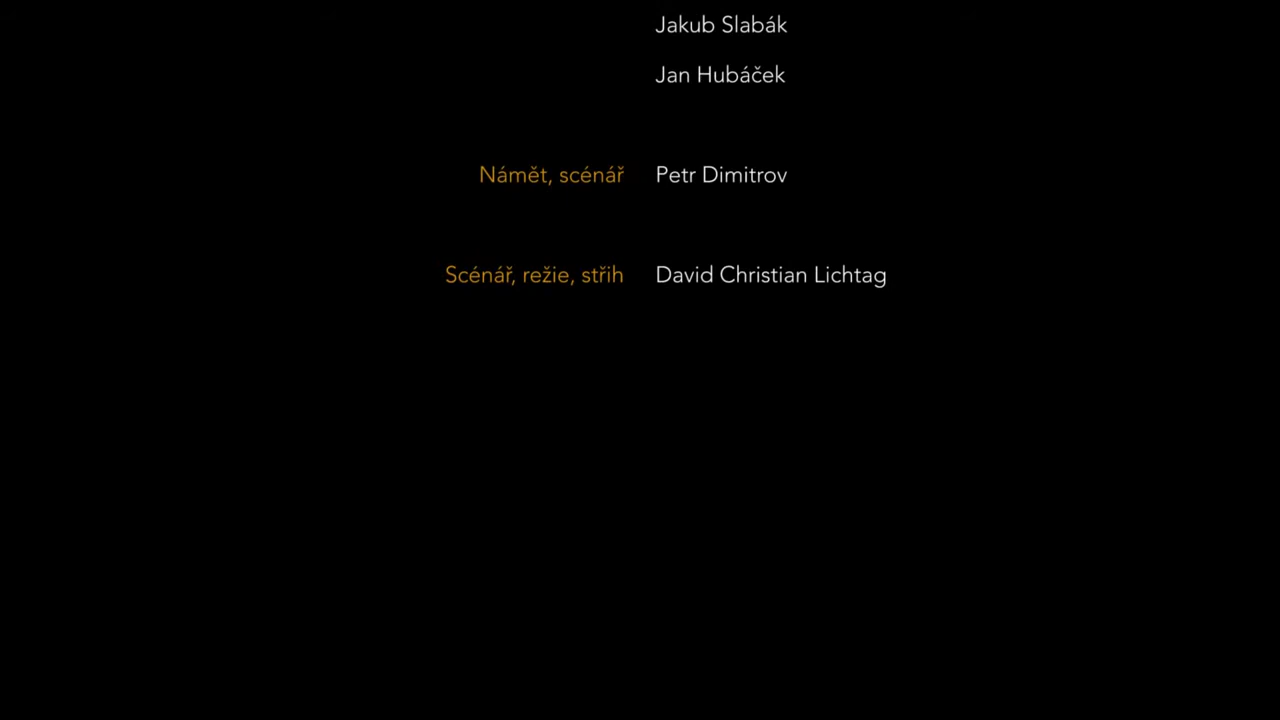 Jakub Slabák
Jan Hubáček
Námět, scénář Petr Dimitrov
Scénář, režie, střih David Christian Lichtag